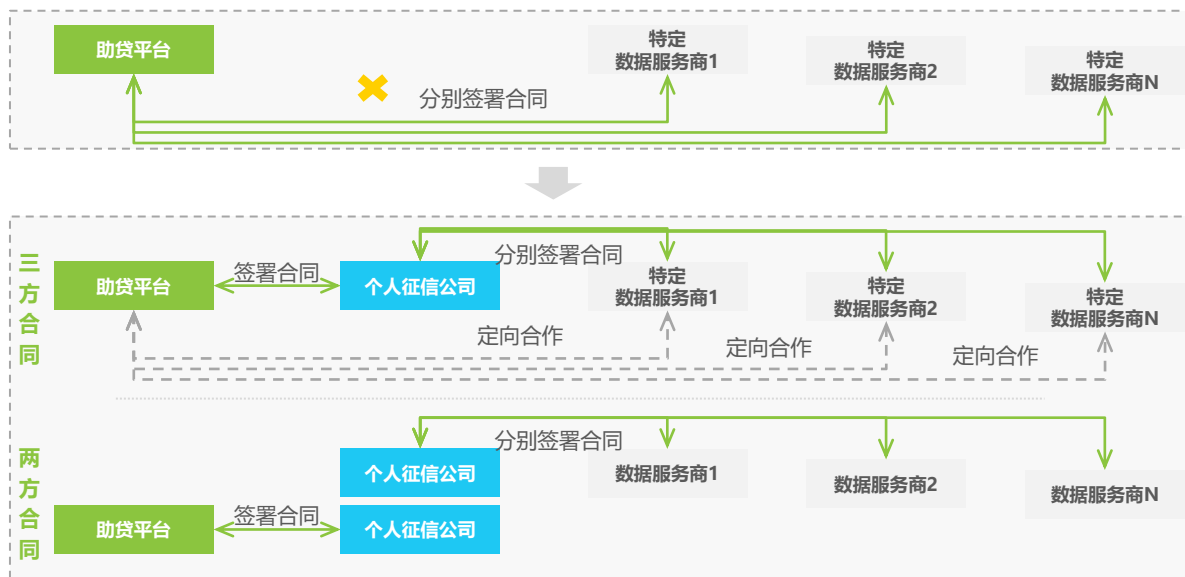 助贷平台
特定
数据服务商1
特定
数据服务商2
特定
数据服务商N
分别签署合同
三方合同
助贷平台
签署合同
个人征信公司
分别签署合同
特定
数据服务商1
特定
数据服务商2
特定
数据服务商N
定向合作
定向合作
定向合作
两方合同
分别签署合同
个人征信公司
数据服务商1
数据服务商2
数据服务商N
助贷平台
签署合同
个人征信公司